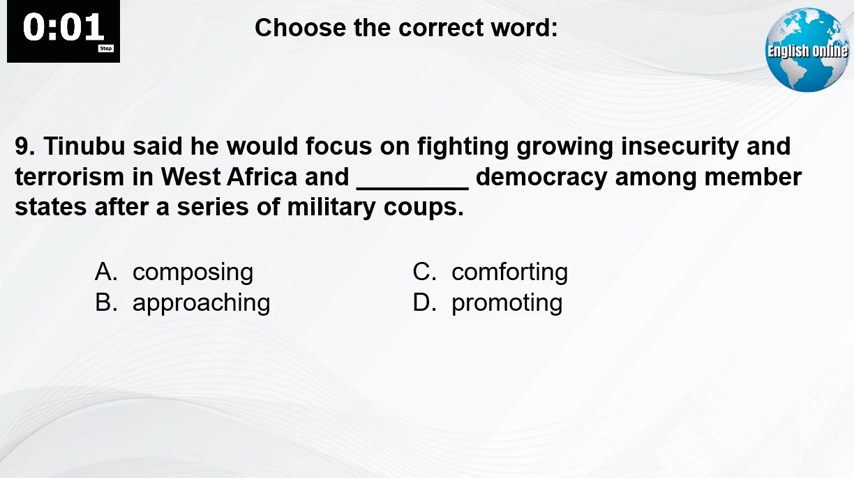 0:01
Stop
Choose the correct word:
English Online
9. Tinubu said he would focus on fighting growing insecurity and
terrorism in West Africa and ________ democracy among member
states after a series of military coups.
A. composing
B. approaching
C. comforting
D. promoting